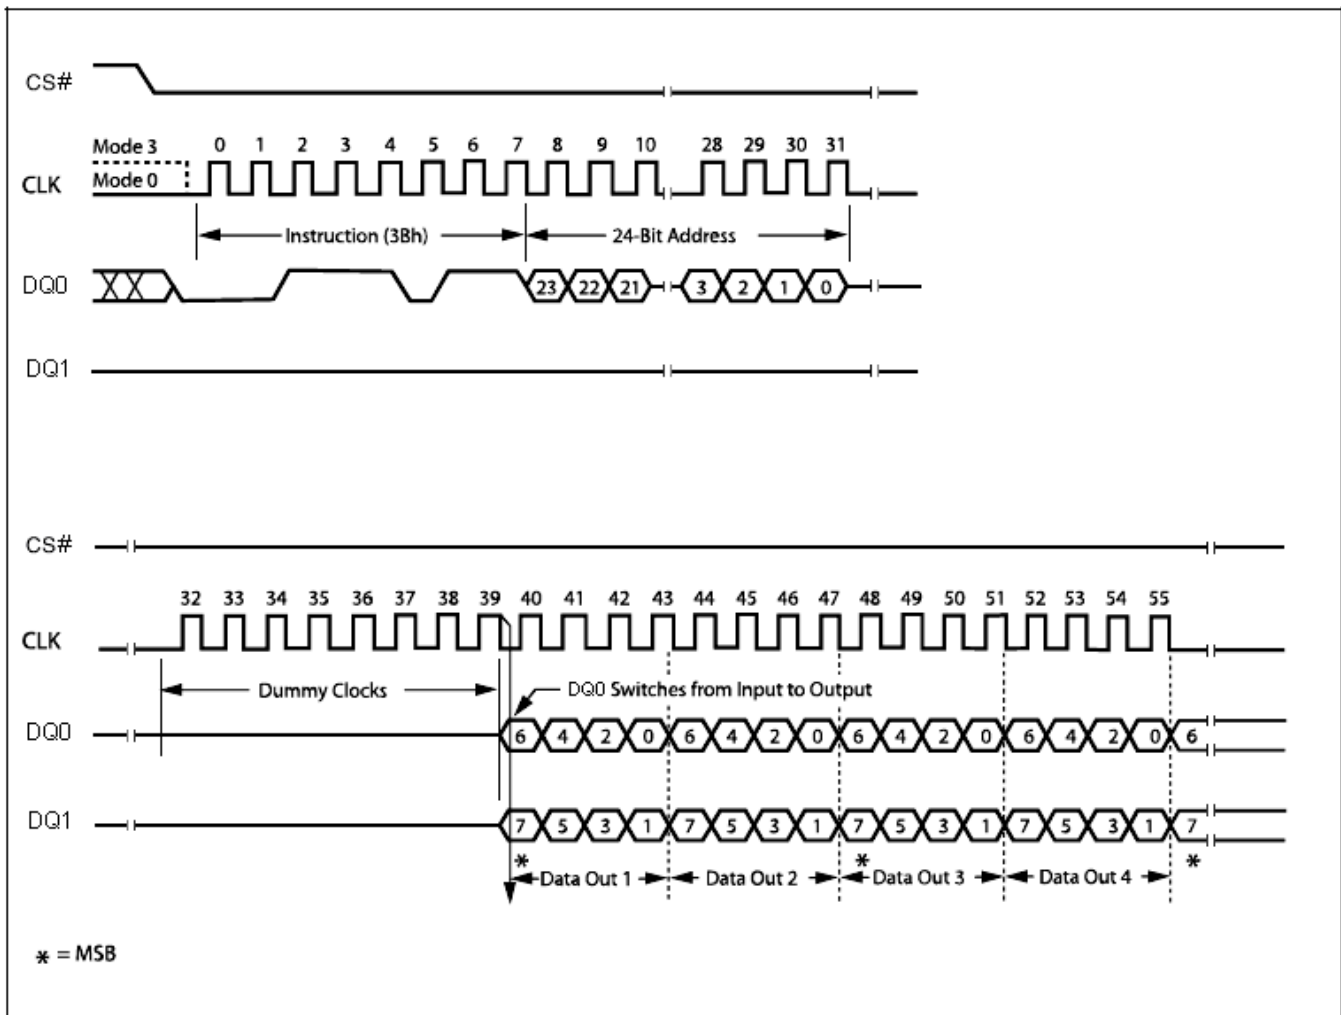 CS#
Mode 3
0 1 2 3 4 5 6 7 8 9 10 28 29 30 31
CLK
Mode 0
Instruction (3Bh)
24-Bit Address
DQ0
23 22 21 3 2 1 0
DQ1
CS#
32 33 34 35 36 37 38 39 40 41 42 43 44 45 46 47 48 49 50 51 52 53 54 55
CLK
Dummy Clocks
DQ0 Switches from Input to Output
DQ0
6 4 2 0 6 4 2 0 6 4 2 0 6 4 2 0 6
DQ1
7 5 3 1 7 5 3 1 7 5 3 1 7 5 3 1 7
* * *
Data Out 1 Data Out 2 Data Out 3 Data Out 4
* = MSB